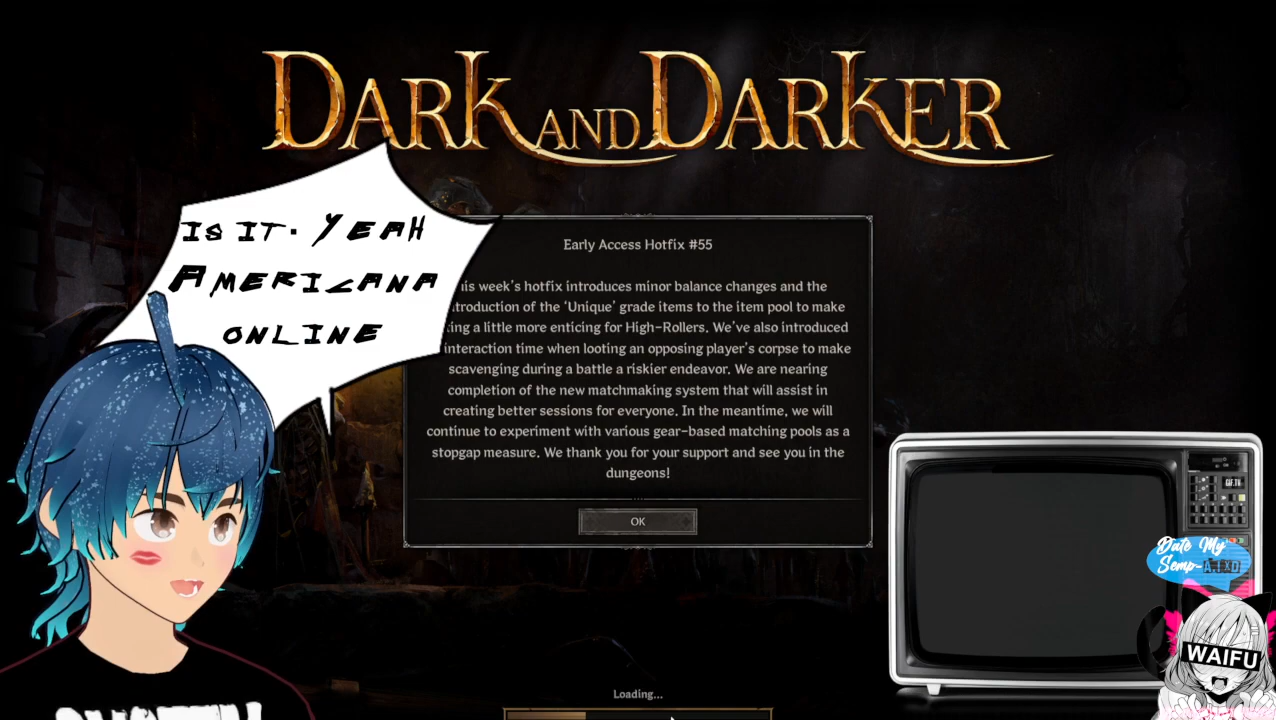 DARK AND DARKER
IS IT. YEAH
AMERICANA
ONLINE
Early Access Hotfix #55
his week's hotfix introduces minor balance changes and the
troduction of the 'Unique' grade items to the item pool to make
ing a little more enticing for High-Rollers. We've also introduced
interaction time when looting an opposing player's corpse to make
scavenging during a battle a riskier endeavor. We are nearing
completion of the new matchmaking system that will assist in
creating better sessions for everyone. In the meantime, we will
continue to experiment with various gear-based matching pools as a
stopgap measure. We thank you for your support and see you in the
dungeons!
OK
GIF.TV
Date My
Semp-
WAIFU
Loading...